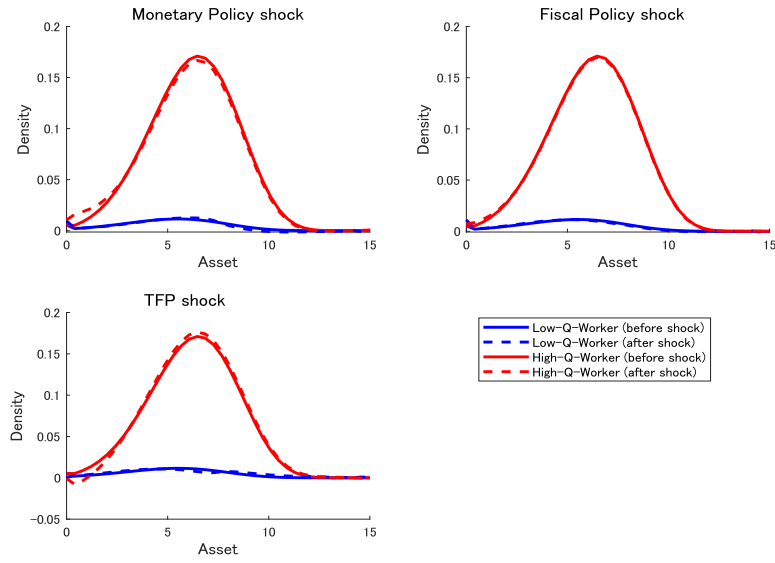 Monetary Policy shock
0.2
0.15
0.1
0.05
0
Density
0 5 10 15
Asset
Fiscal Policy shock
0.2
0.15
0.1
0.05
0
Density
0 5 10 15
Asset
TFP shock
0.2
0.15
0.1
0.05
0
-0.05
Density
0 5 10 15
Asset
Low-Q-Worker (before shock)
Low-Q-Worker (after shock)
High-Q-Worker (before shock)
High-Q-Worker (after shock)